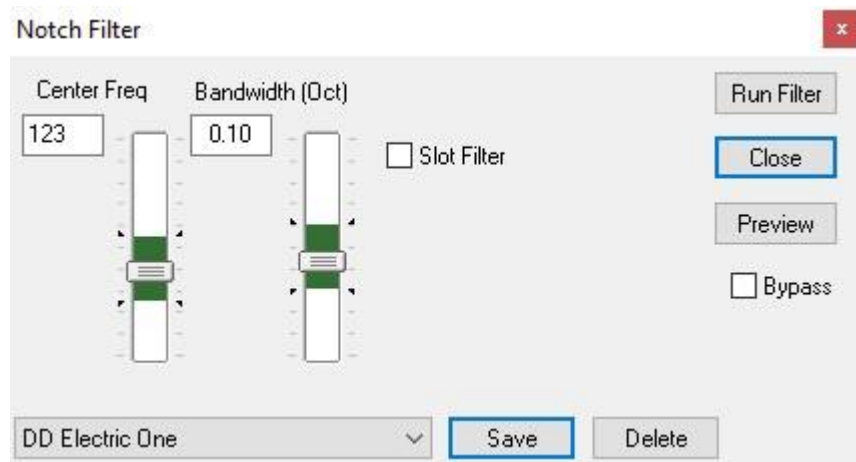 Notch Filter
x
Center Freq
Bandwidth (Oct)
Run Filter
123
0.10
Slot Filter
Close
Preview
Bypass
DD Electric One
Save
Delete